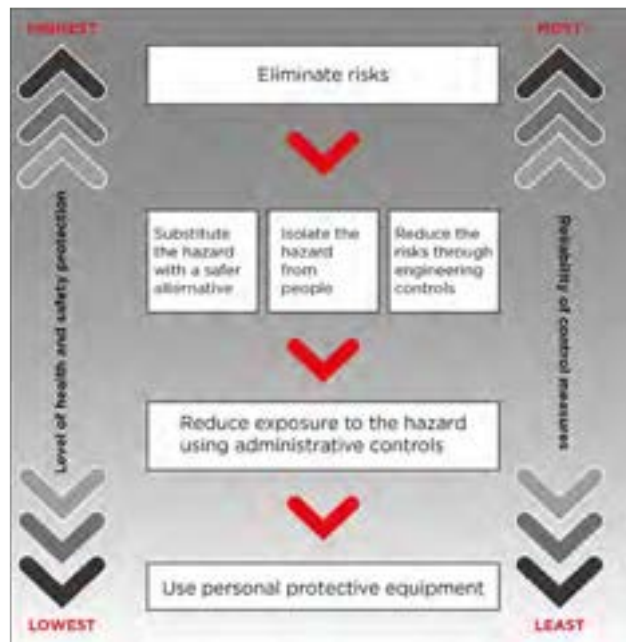 HIGHEST
MOST
Eliminate risks
Substitute
the hazard
with a safer
alternative
Isolate the
hazard
from
people
Reduce the
risks through
engineering
controls
Level of health and safety protection
Reliability of control measures
Reduce exposure to the hazard
using administrative controls
Use personal protective equipment
LOWEST
LEAST